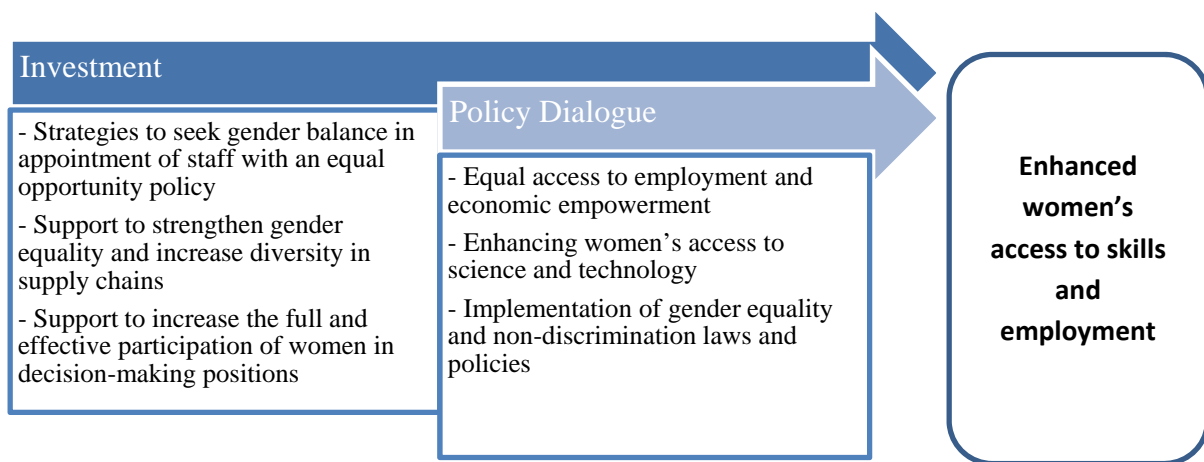 Investment
- Strategies to seek gender balance in
appointment of staff with an equal
opportunity policy
- Support to strengthen gender
equality and increase diversity in
supply chains
- Support to increase the full and
effective participation of women in
decision-making positions
Policy Dialogue
- Equal access to employment and
economic empowerment
- Enhancing women’s access to
science and technology
- Implementation of gender equality
and non-discrimination laws and
policies
Enhanced
women’s
access to skills
and
employment